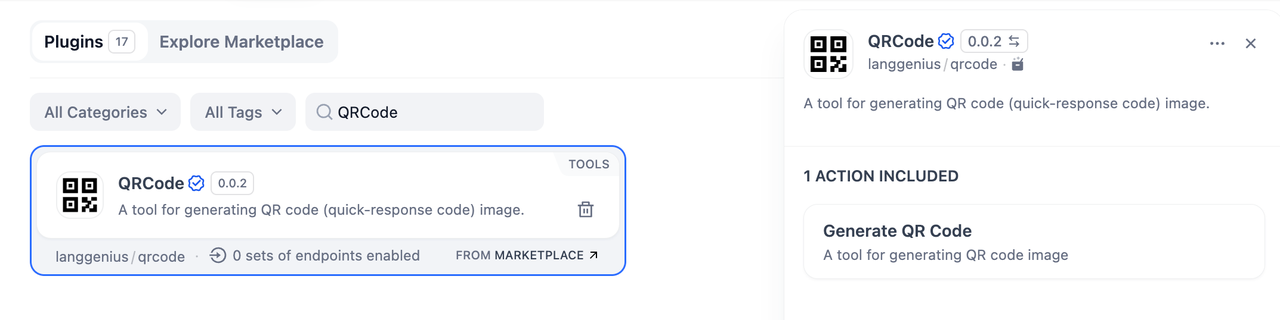 Plugins 17 Explore Marketplace
All Categories All Tags QRCode
TOOLS
QRCode 0.0.2
A tool for generating QR code (quick-response code) image.
langgenius / qrcode · 0 sets of endpoints enabled FROM MARKETPLACE
QRCode 0.0.2
langgenius / qrcode ·
A tool for generating QR code (quick-response code) image.
1 ACTION INCLUDED
Generate QR Code
A tool for generating QR code image